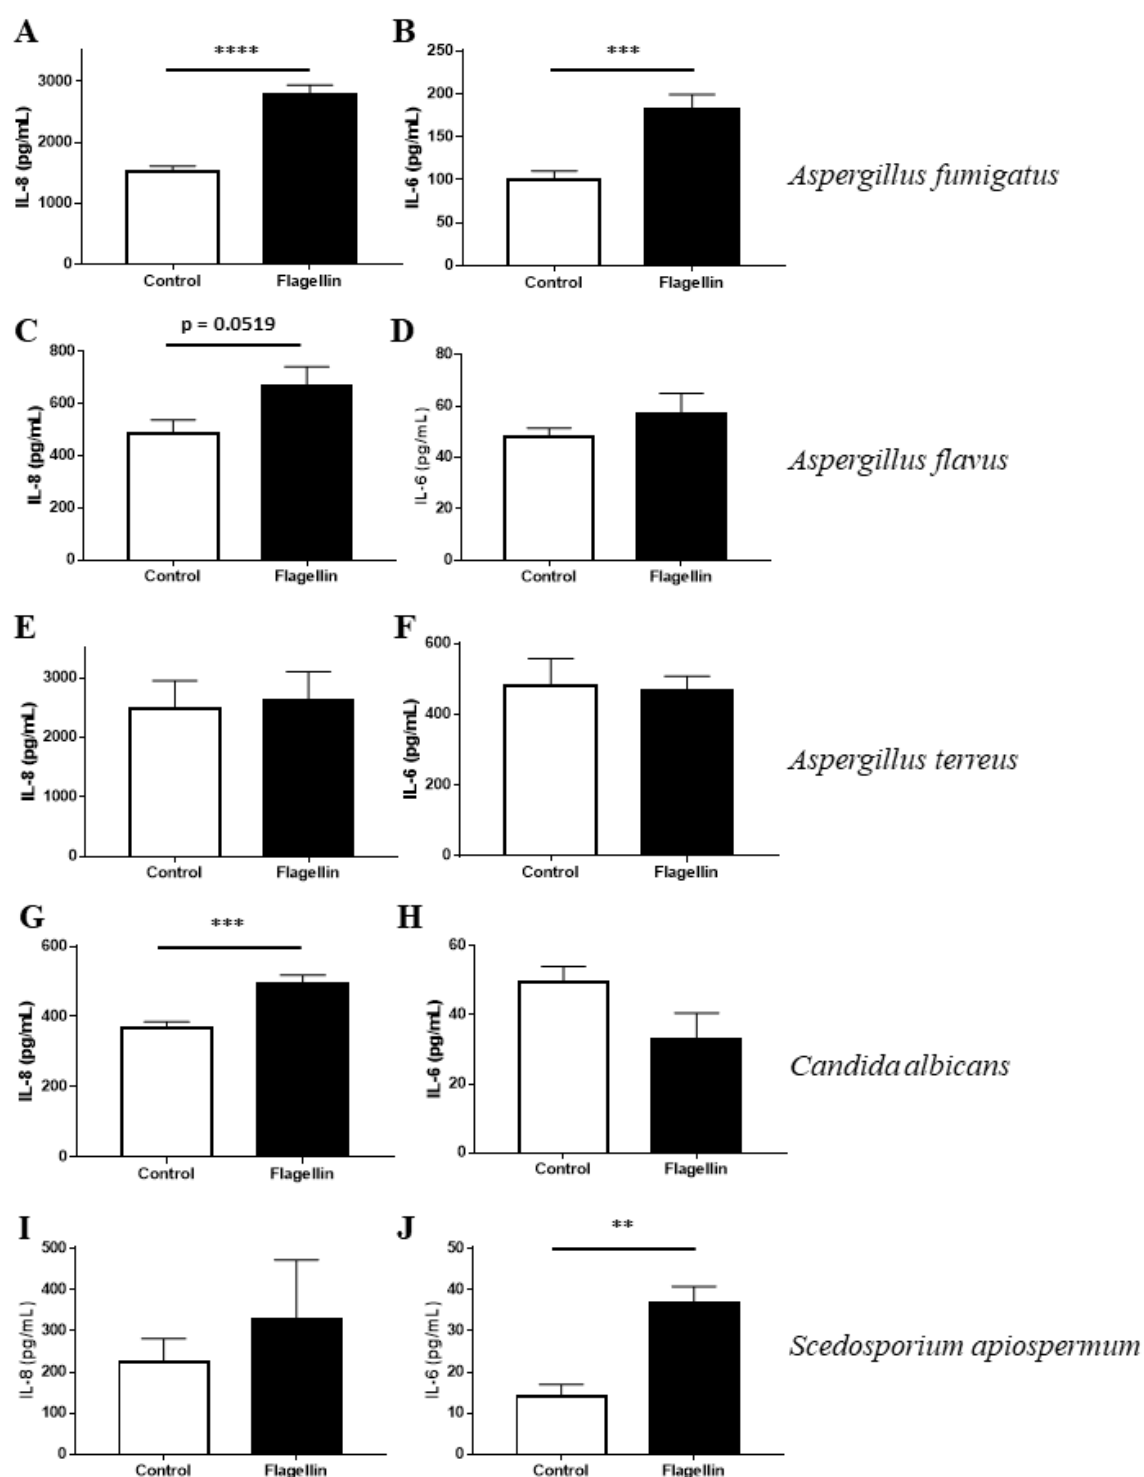 A
****
3000
2000
1000
0
IL-8 (pg/mL)
Control
Flagellin
B
***
250
200
150
100
50
0
IL-6 (pg/mL)
Control
Flagellin
Aspergillus fumigatus
C
p = 0.0519
800
600
400
200
0
IL-8 (pg/mL)
Control
Flagellin
D
80
60
40
20
0
IL-6 (pg/mL)
Control
Flagellin
Aspergillus flavus
E
3000
2000
1000
0
IL-8 (pg/mL)
Control
Flagellin
F
600
400
200
0
IL-6 (pg/mL)
Control
Flagellin
Aspergillus terreus
G
***
600
400
200
0
IL-8 (pg/mL)
Control
Flagellin
H
60
40
20
0
IL-6 (pg/mL)
Control
Flagellin
Candida albicans
I
500
400
300
200
100
0
IL-8 (pg/mL)
Control
Flagellin
J
**
50
40
30
20
10
0
IL-6 (pg/mL)
Control
Flagellin
Scedosporium apiospermum